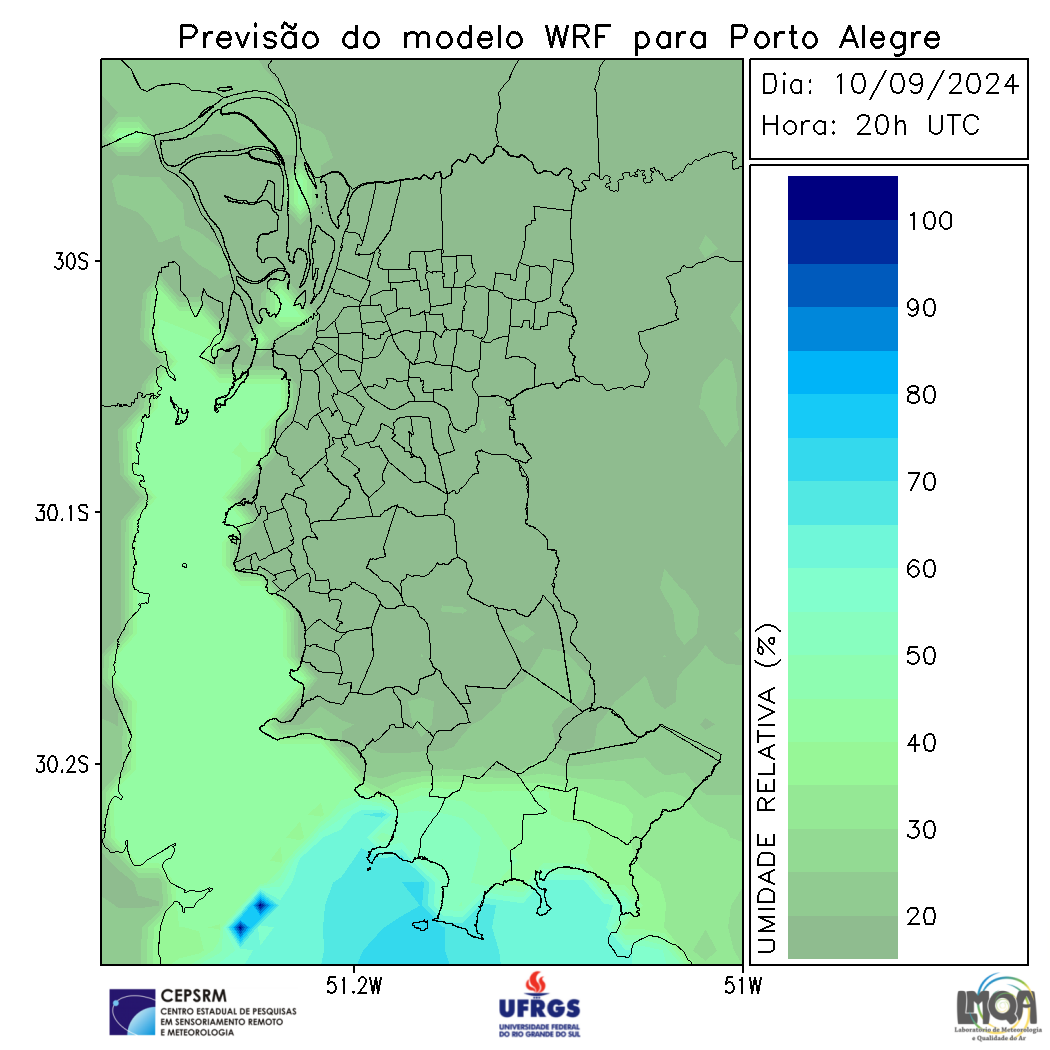 Previsão do modelo WRF para Porto Alegre
Dia: 10/09/2024
Hora: 20h UTC
30S
30.1S
30.2S
51.2W
51W
UMIDADE RELATIVA (%)
100
90
80
70
60
50
40
30
20
CEPSRM
CENTRO ESTADUAL DE PESQUISAS
EM SENSORIAMENTO REMOTO
E METEOROLOGIA
UFRGS
UNIVERSIDADE FEDERAL
DO RIO GRANDE DO SUL
LMQA
Laboratório de Meteorologia
e Qualidade do Ar